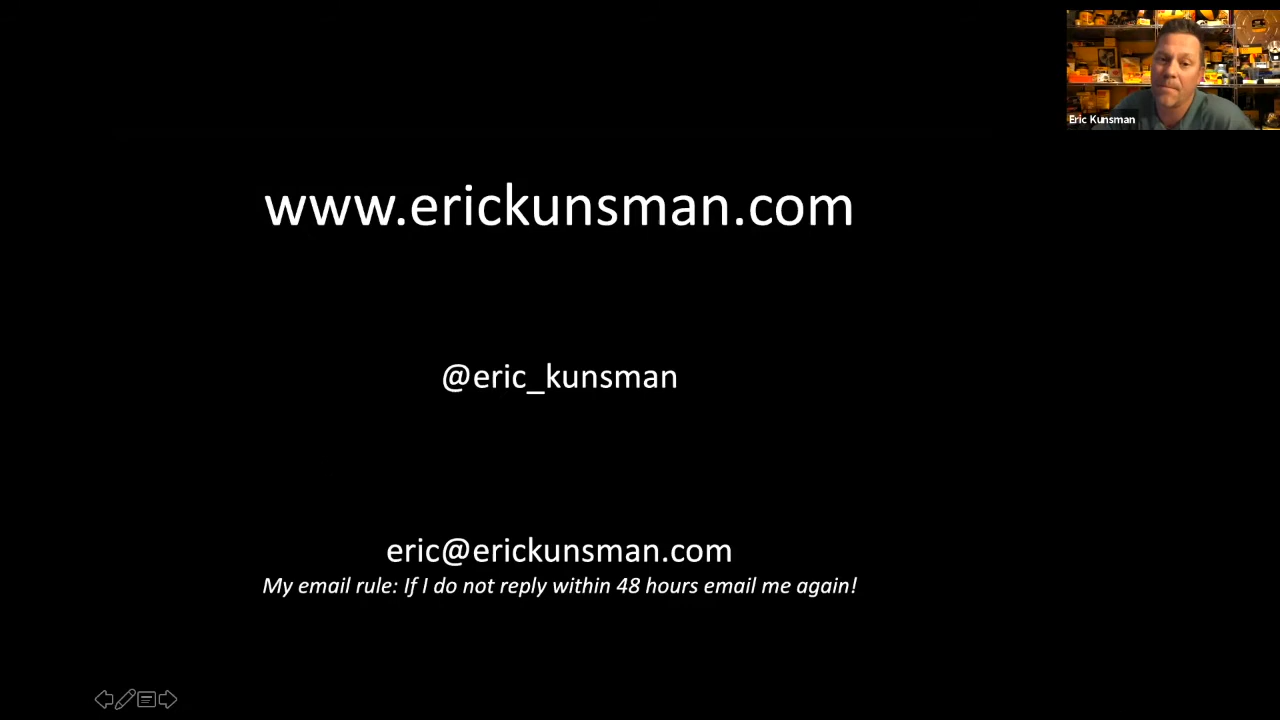 Eric Kunsman
www.erickunsman.com
@eric_kunsman
eric@erickunsman.com
My email rule: If I do not reply within 48 hours email me again!